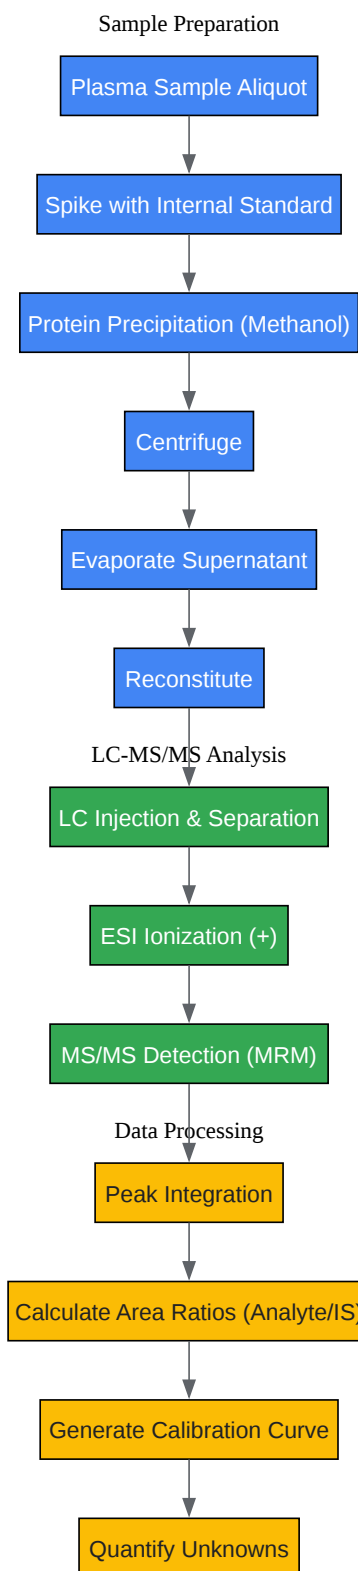 Sample Preparation
Plasma Sample Aliquot
Spike with Internal Standard
Protein Precipitation (Methanol)
Centrifuge
Evaporate Supernatant
Reconstitute
LC-MS/MS Analysis
LC Injection & Separation
ESI Ionization (+)
MS/MS Detection (MRM)
Data Processing
Peak Integration
Calculate Area Ratios (Analyte/IS)
Generate Calibration Curve
Quantify Unknowns